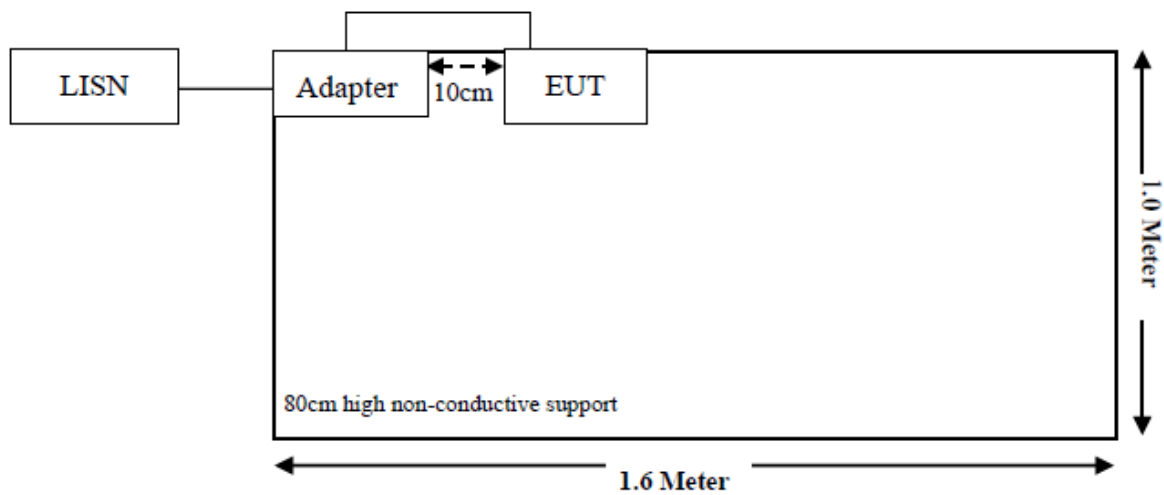 LISN
Adapter
10cm
EUT
1.0 Meter
80cm high non-conductive support
1.6 Meter